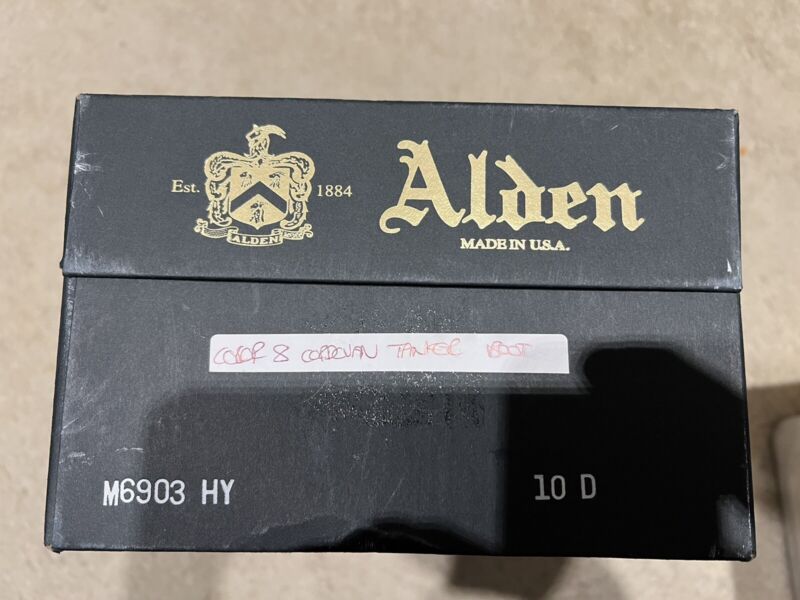 Est. 1884
ALDEN
Alden
MADE IN U.S.A.
COLOR 8 CORDOVAN TANKER BOOT
M6903 HY 10 D